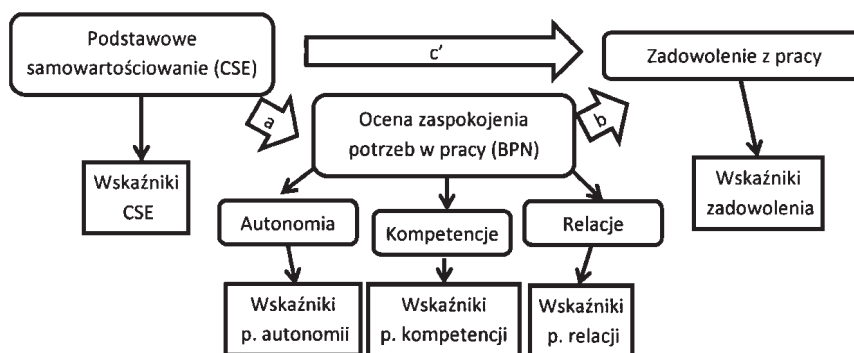 Podstawowe
samowartościowanie (CSE)
c’
Zadowolenie z pracy
a
Ocena zaspokojenia
potrzeb w pracy (BPN)
b
Wskaźniki
CSE
Wskaźniki
zadowolenia
Autonomia
Kompetencje
Relacje
Wskaźniki
p. autonomii
Wskaźniki
p. kompetencji
Wskaźniki
p. relacji